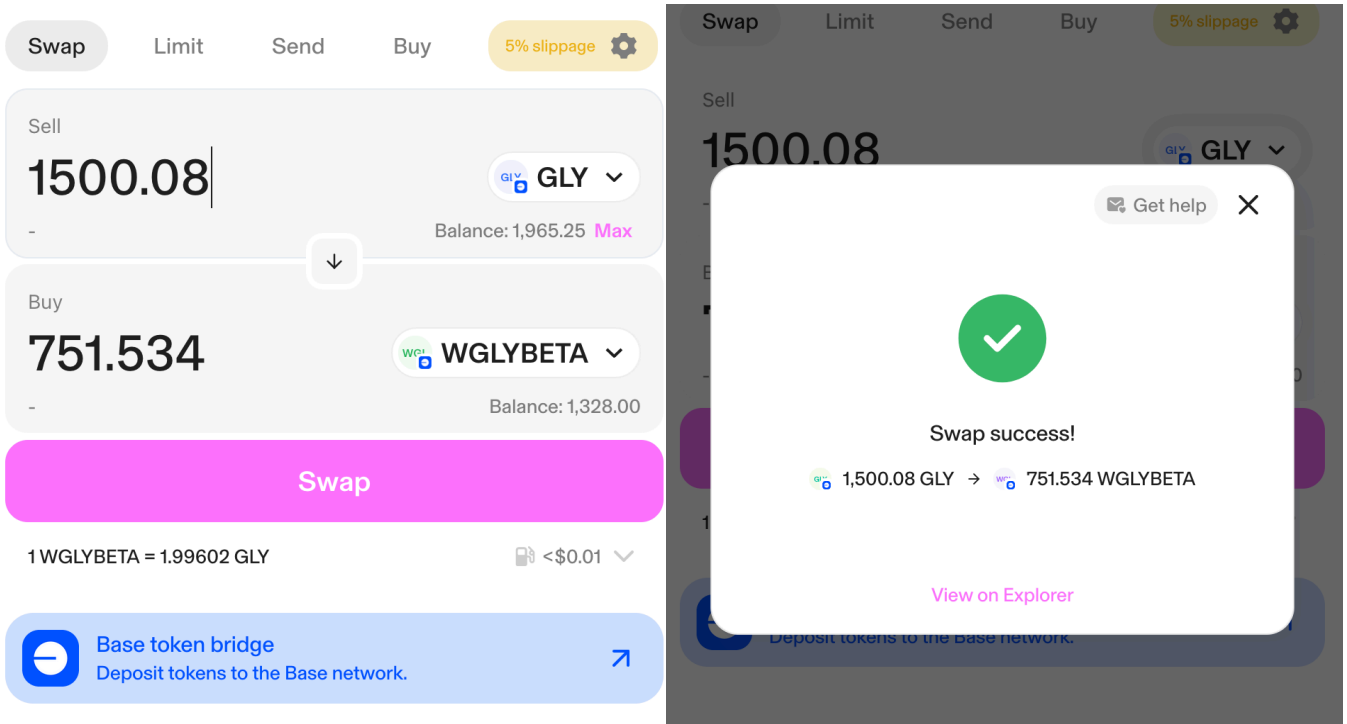 Swap Limit Send Buy 5% slippage
Sell
1500.08 GLY GLY
- Balance: 1,965.25 Max
Buy
751.534 WGLYBETA
- Balance: 1,328.00
Swap
1 WGLYBETA = 1.99602 GLY <$0.01
Base token bridge
Deposit tokens to the Base network.
Swap Limit Send Buy 5% slippage
Sell
1500.08 GLY GLY
Get help
Swap success!
1,500.08 GLY → 751.534 WGLYBETA
View on Explorer
Deposit tokens to the Base network.